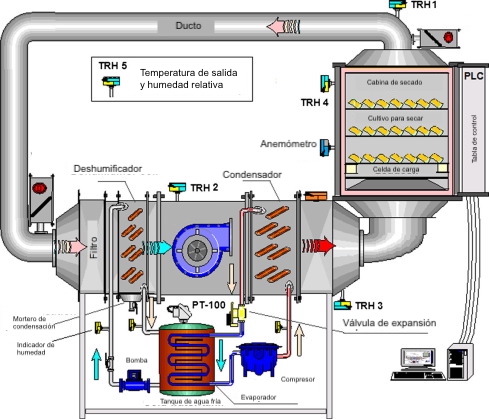 TRH 1
Ducto
TRH 5
Temperatura de salida
y humedad relativa
PLC
Cabina de secado
TRH 4
Cultivo para secar
Tabla de control
Anemómetro
Celda de carga
Deshumificador
Condensador
TRH 2
Filtro
PT-100
TRH 3
Mortero de
condensación
Válvula de expansión
Indicador de
humedad
Bomba
Compresor
Tanque de agua fría
Evaporador